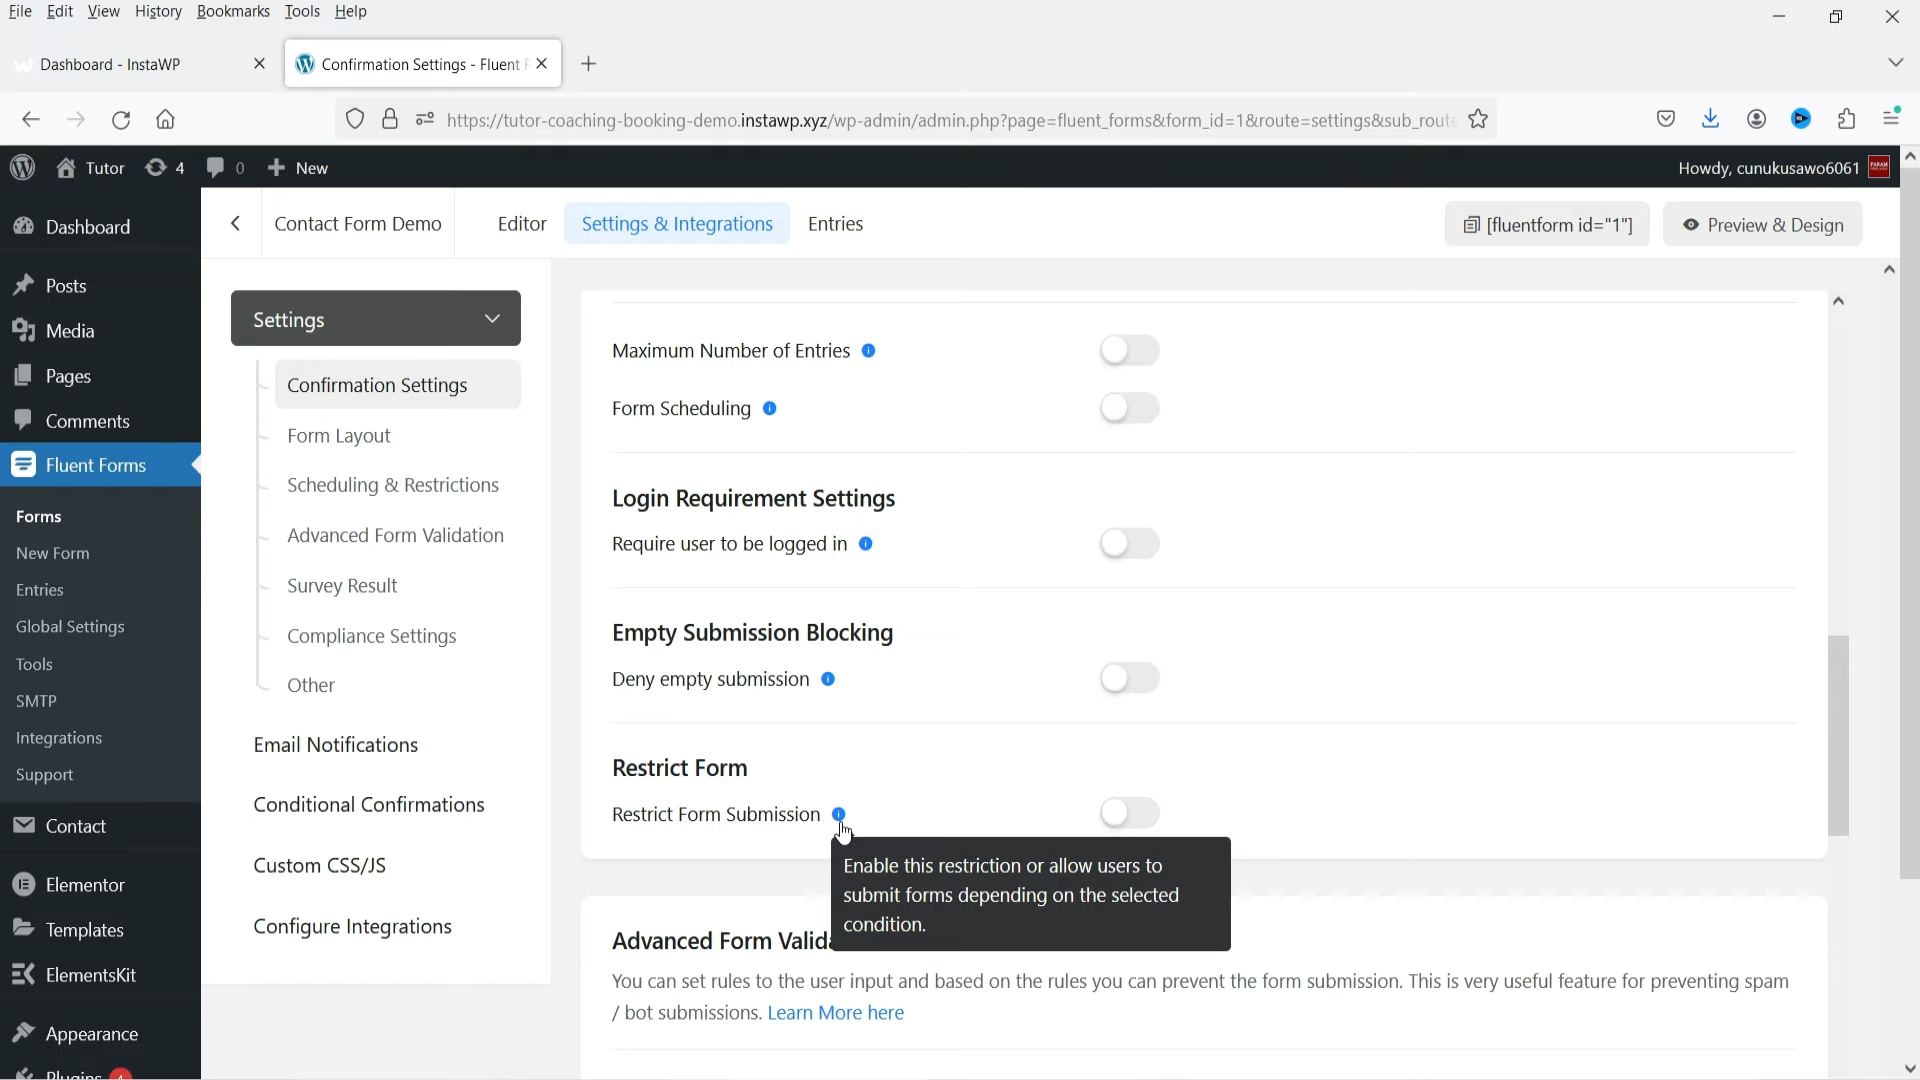 File Edit View History Bookmarks Tools Help
Dashboard - InstaWP
Confirmation Settings - Fluent F
https://tutor-coaching-booking-demo.instawp.xyz/wp-admin/admin.php?page=fluent_forms&form_id=1&route=settings&sub_route
Tutor 4 0 New
Howdy, cunukusawo6061
Contact Form Demo Editor Settings & Integrations Entries [fluentform id="1"] Preview & Design
Dashboard
Posts
Media
Pages
Comments
Fluent Forms
Forms
New Form
Entries
Global Settings
Tools
SMTP
Integrations
Support
Contact
Elementor
Templates
ElementsKit
Appearance
Plugins 4
Settings
Confirmation Settings
Form Layout
Scheduling & Restrictions
Advanced Form Validation
Survey Result
Compliance Settings
Other
Email Notifications
Conditional Confirmations
Custom CSS/JS
Configure Integrations
Maximum Number of Entries
Form Scheduling
Login Requirement Settings
Require user to be logged in
Empty Submission Blocking
Deny empty submission
Restrict Form
Restrict Form Submission
Enable this restriction or allow users to
submit forms depending on the selected
condition.
Advanced Form Valida
You can set rules to the user input and based on the rules you can prevent the form submission. This is very useful feature for preventing spam
/ bot submissions. Learn More here